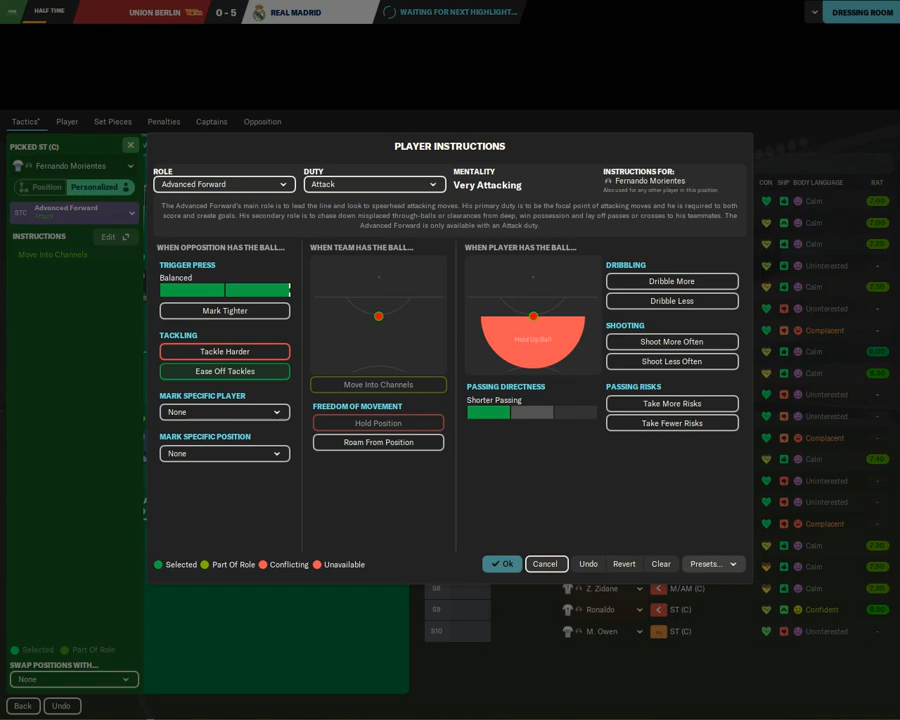 HALF TIME
UNION BERLIN
0 - 5
REAL MADRID
WAITING FOR NEXT HIGHLIGHT...
DRESSING ROOM
Tactics*
Player
Set Pieces
Penalties
Captains
Opposition
PICKED ST (C)
Fernando Morientes
Position
Personalized
STC
Advanced Forward
Attack
INSTRUCTIONS
Edit
Move Into Channels
Selected
Part Of Role
SWAP POSITIONS WITH...
None
Back
Undo
PLAYER INSTRUCTIONS
ROLE
Advanced Forward
DUTY
Attack
MENTALITY
Very Attacking
INSTRUCTIONS FOR:
Fernando Morientes
Also used for any other player in this position
The Advanced Forward's main role is to lead the line and look to spearhead attacking moves. His primary duty is to be the focal point of attacking moves and he is required to both
score and create goals. His secondary role is to chase down misplaced through-balls or clearances from deep, win possession and lay off passes or crosses to his teammates. The
Advanced Forward is only available with an Attack duty.
WHEN OPPOSITION HAS THE BALL...
TRIGGER PRESS
Balanced
Mark Tighter
TACKLING
Tackle Harder
Ease Off Tackles
MARK SPECIFIC PLAYER
None
MARK SPECIFIC POSITION
None
WHEN TEAM HAS THE BALL...
Move Into Channels
FREEDOM OF MOVEMENT
Hold Position
Roam From Position
WHEN PLAYER HAS THE BALL...
Hold Up Ball
PASSING DIRECTNESS
Shorter Passing
DRIBBLING
Dribble More
Dribble Less
SHOOTING
Shoot More Often
Shoot Less Often
PASSING RISKS
Take More Risks
Take Fewer Risks
Selected
Part Of Role
Conflicting
Unavailable
Ok
Cancel
Undo
Revert
Clear
Presets...
CON SHP BODY LANGUAGE RAT
Calm 7.00
Calm 7.00
Calm 7.20
Uninterested -
Calm
Uninterested -
Complacent -
Calm
Calm
Uninterested -
Uninterested -
Complacent -
Calm 7.40
Uninterested -
Uninterested -
Complacent -
Calm
Calm
S8 Z. Zidane M/AM (C) Calm
S9 Ronaldo ST (C) Confident
S10 M. Owen ST (C) Uninterested -